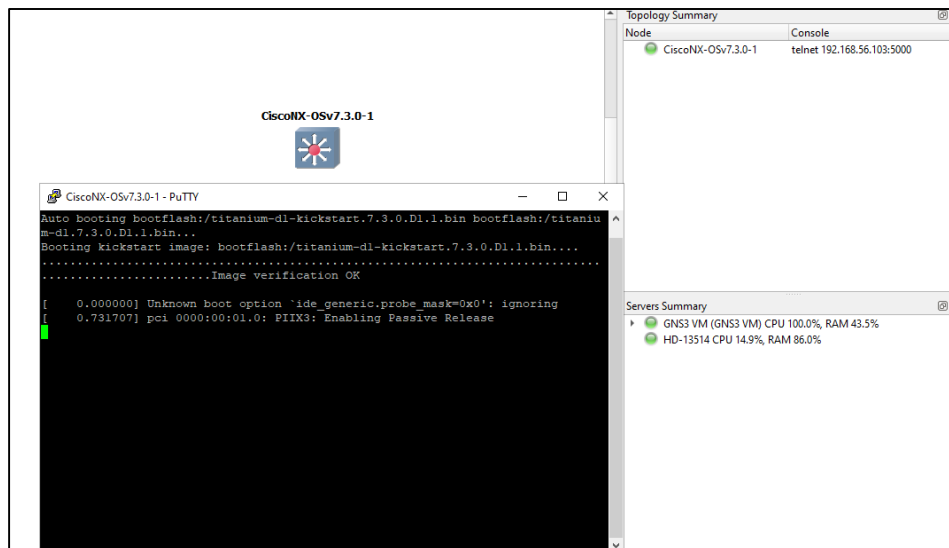 CiscoNX-OSv7.3.0-1
CiscoNX-OSv7.3.0-1 - PuTTY
Auto booting bootflash:/titanium-d1-kickstart.7.3.0.D1.1.bin bootflash:/titaniu
m-d1.7.3.0.D1.1.bin...
Booting kickstart image: bootflash:/titanium-d1-kickstart.7.3.0.D1.1.bin....
...............................................................................
........................Image verification OK
[    0.000000] Unknown boot option `ide_generic.probe_mask=0x0': ignoring
[    0.731707] pci 0000:00:01.0: PIIX3: Enabling Passive Release
Topology Summary
Node Console
CiscoNX-OSv7.3.0-1 telnet 192.168.56.103:5000
Servers Summary
GNS3 VM (GNS3 VM) CPU 100.0%, RAM 43.5%
HD-13514 CPU 14.9%, RAM 86.0%